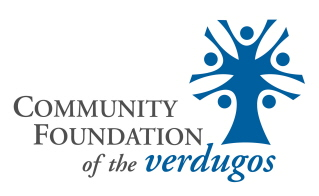 COMMUNITY
FOUNDATION
of the verdugos